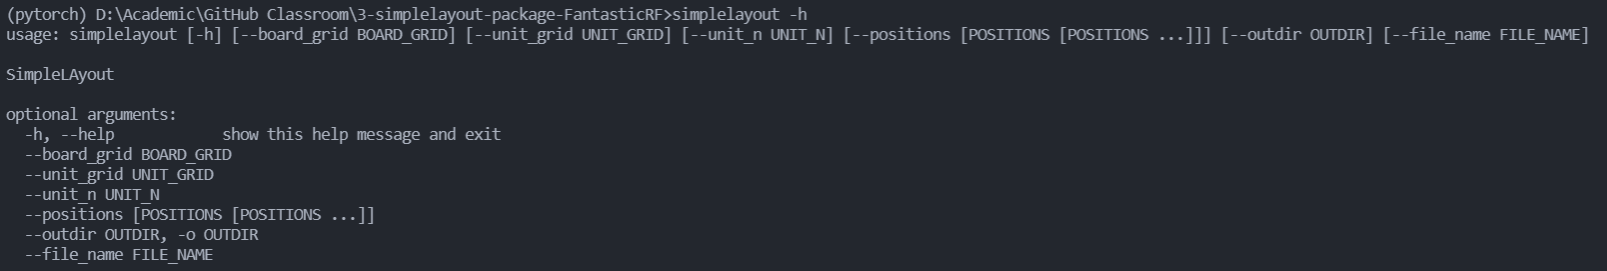 (pytorch) D:\Academic\GitHub Classroom\3-simplelayout-package-FantasticRF>simplelayout -h
usage: simplelayout [-h] [--board_grid BOARD_GRID] [--unit_grid UNIT_GRID] [--unit_n UNIT_N] [--positions [POSITIONS [POSITIONS ...]]] [--outdir OUTDIR] [--file_name FILE_NAME]
SimpleLAyout
optional arguments:
-h, --help            show this help message and exit
--board_grid BOARD_GRID
--unit_grid UNIT_GRID
--unit_n UNIT_N
--positions [POSITIONS [POSITIONS ...]]
--outdir OUTDIR, -o OUTDIR
--file_name FILE_NAME